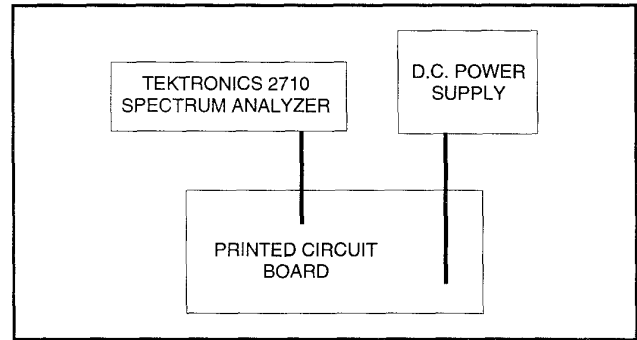 TEKTRONICS 2710
SPECTRUM ANALYZER
D.C. POWER
SUPPLY
PRINTED CIRCUIT
BOARD